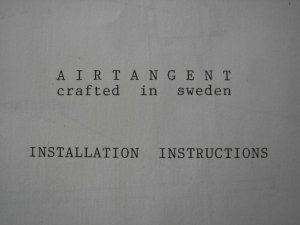 AIRTANGENT
crafted in sweden
INSTALLATION INSTRUCTIONS